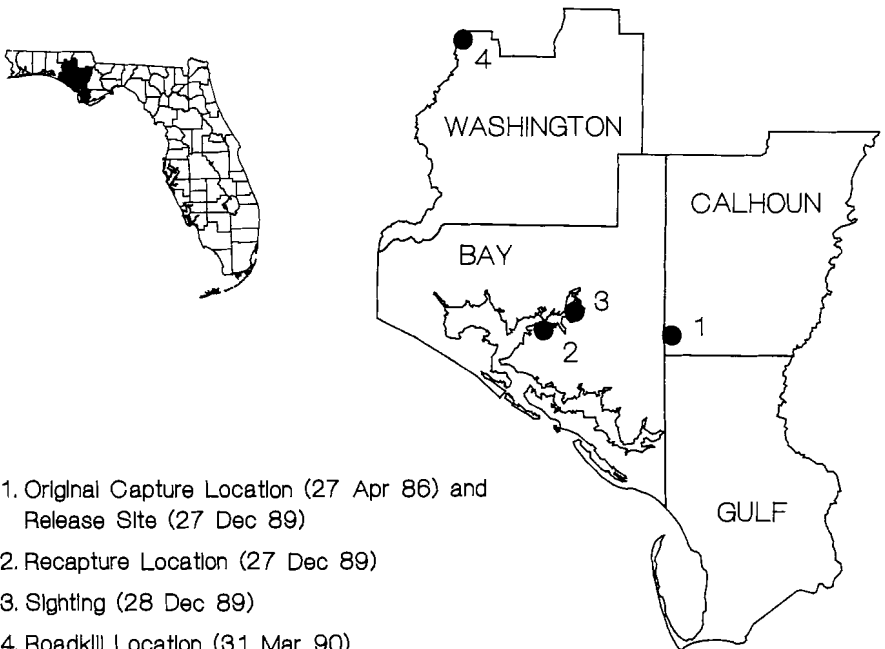 4
WASHINGTON
CALHOUN
BAY
3
2
1
GULF
1. Original Capture Location (27 Apr 86) and
Release Site (27 Dec 89)
2. Recapture Location (27 Dec 89)
3. Sighting (28 Dec 89)
4. Roadkill Location (31 Mar 90)